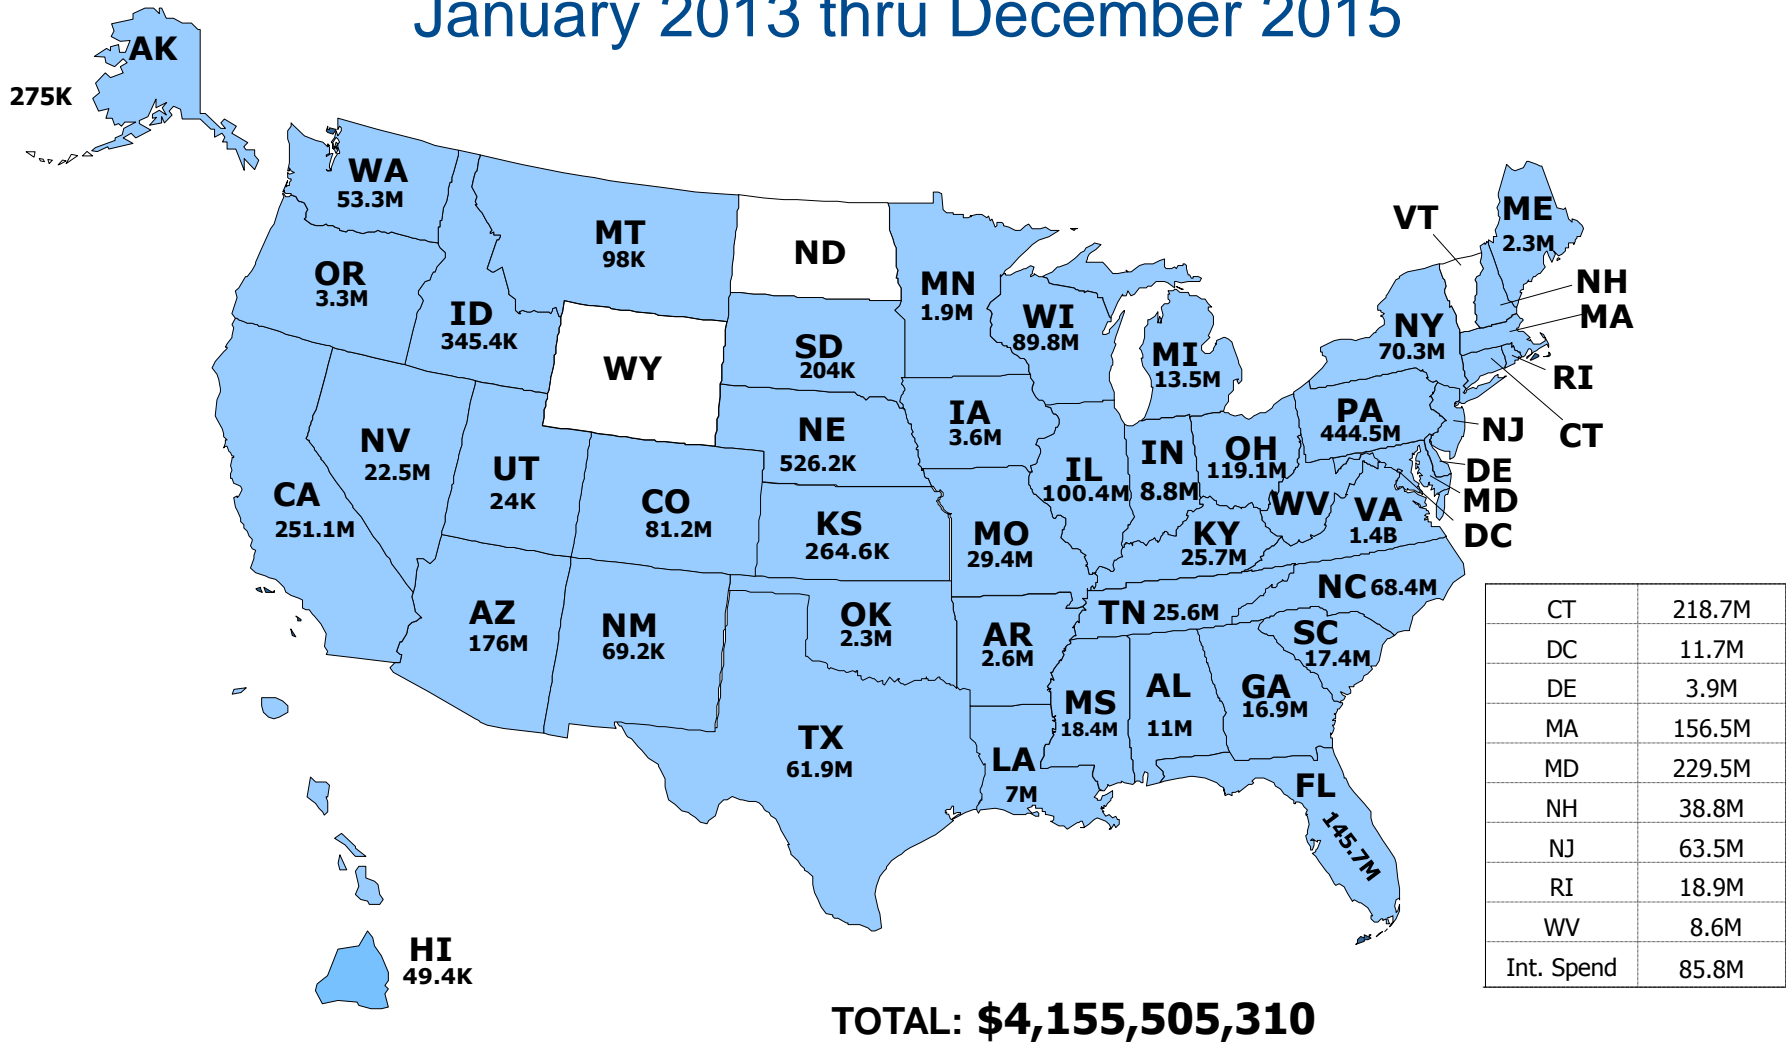 January 2013 thru December 2015
AK
275K
WA
53.3M
MT
98K
ND
MN
1.9M
VT
ME
2.3M
OR
3.3M
ID
345.4K
WY
SD
204K
WI
89.8M
MI
13.5M
NY
70.3M
NH
MA
RI
CT
NV
22.5M
UT
24K
NE
526.2K
IA
3.6M
IL
100.4M
IN
8.8M
OH
119.1M
PA
444.5M
NJ
DE
MD
DC
CA
251.1M
CO
81.2M
KS
264.6K
MO
29.4M
KY
25.7M
WV
VA
1.4B
AZ
176M
NM
69.2K
OK
2.3M
AR
2.6M
TN 25.6M
NC 68.4M
SC
17.4M
TX
61.9M
LA
7M
MS
18.4M
AL
11M
GA
16.9M
FL
145.7M
HI
49.4K
CT 218.7M
DC 11.7M
DE 3.9M
MA 156.5M
MD 229.5M
NH 38.8M
NJ 63.5M
RI 18.9M
WV 8.6M
Int. Spend 85.8M
TOTAL: $4,155,505,310